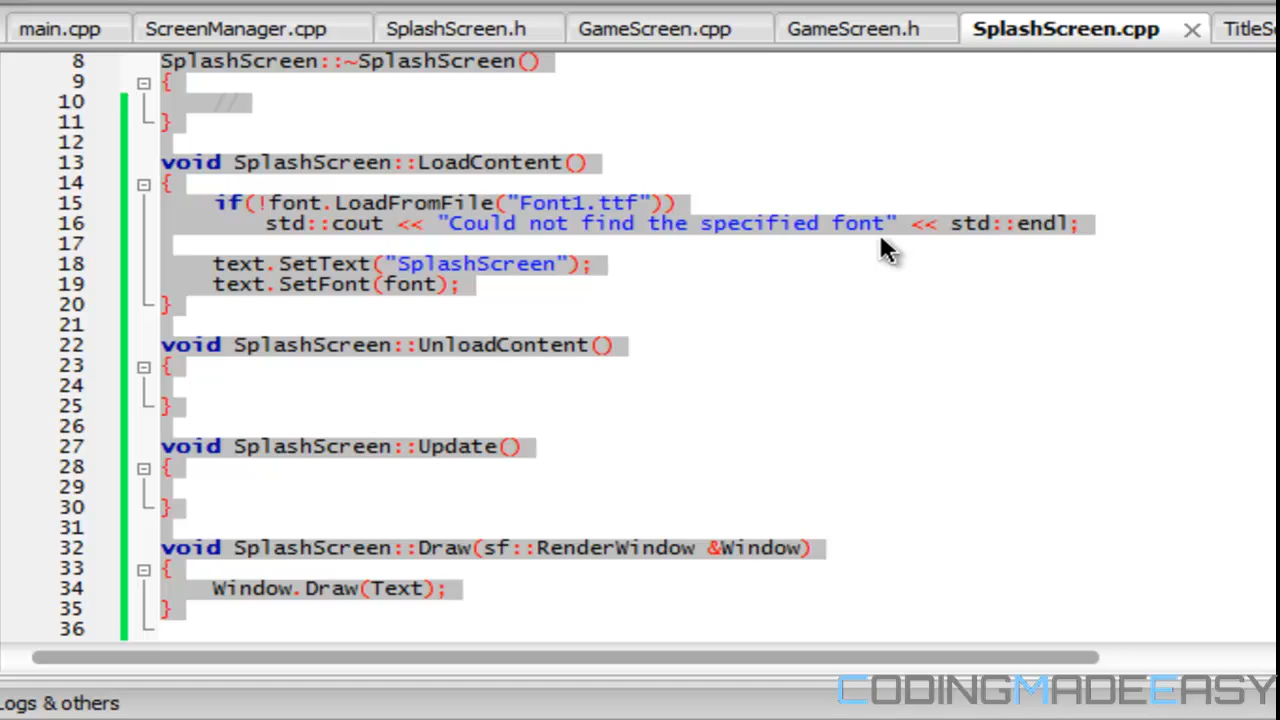 main.cpp ScreenManager.cpp SplashScreen.h GameScreen.cpp GameScreen.h SplashScreen.cpp TitleS
8 SplashScreen::~SplashScreen()
9 {
10 //
11 }
12
13 void SplashScreen::LoadContent()
14 {
15 if(!font.LoadFromFile("Font1.ttf"))
16 std::cout << "Could not find the specified font" << std::endl;
17
18 text.SetText("SplashScreen");
19 text.SetFont(font);
20 }
21
22 void SplashScreen::UnloadContent()
23 {
24
25 }
26
27 void SplashScreen::Update()
28 {
29
30 }
31
32 void SplashScreen::Draw(sf::RenderWindow &Window)
33 {
34 Window.Draw(Text);
35 }
36
CODINGMADEEASY
Logs & others